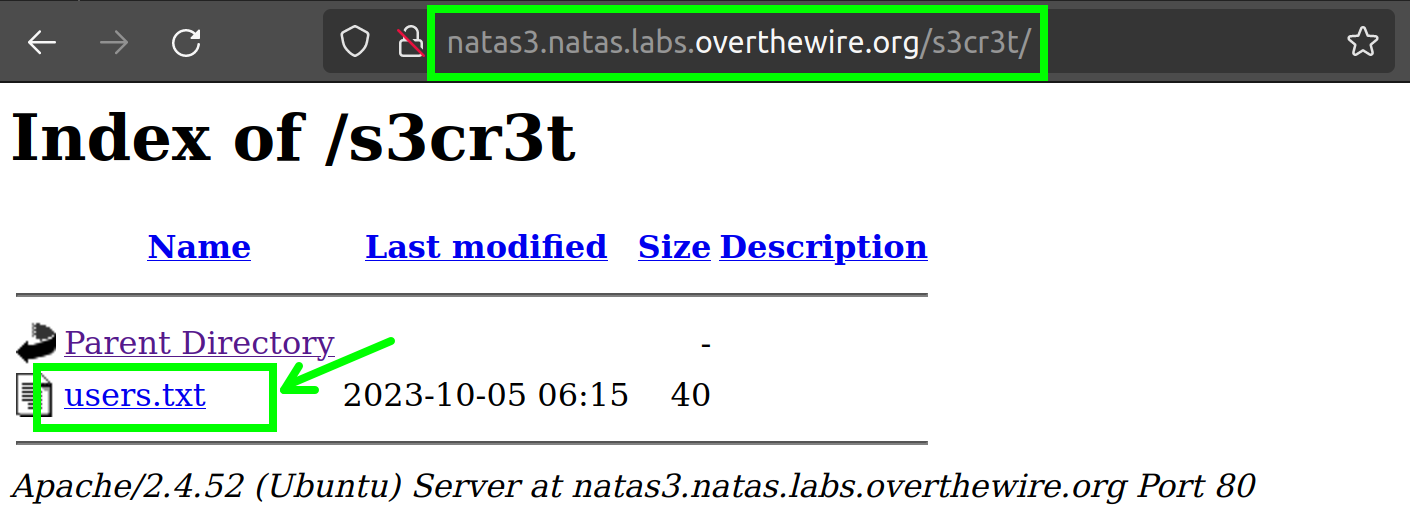 natas3.natas.labs.overthewire.org/s3cr3t/
Index of /s3cr3t
Name Last modified Size Description
Parent Directory -
users.txt 2023-10-05 06:15 40
Apache/2.4.52 (Ubuntu) Server at natas3.natas.labs.overthewire.org Port 80